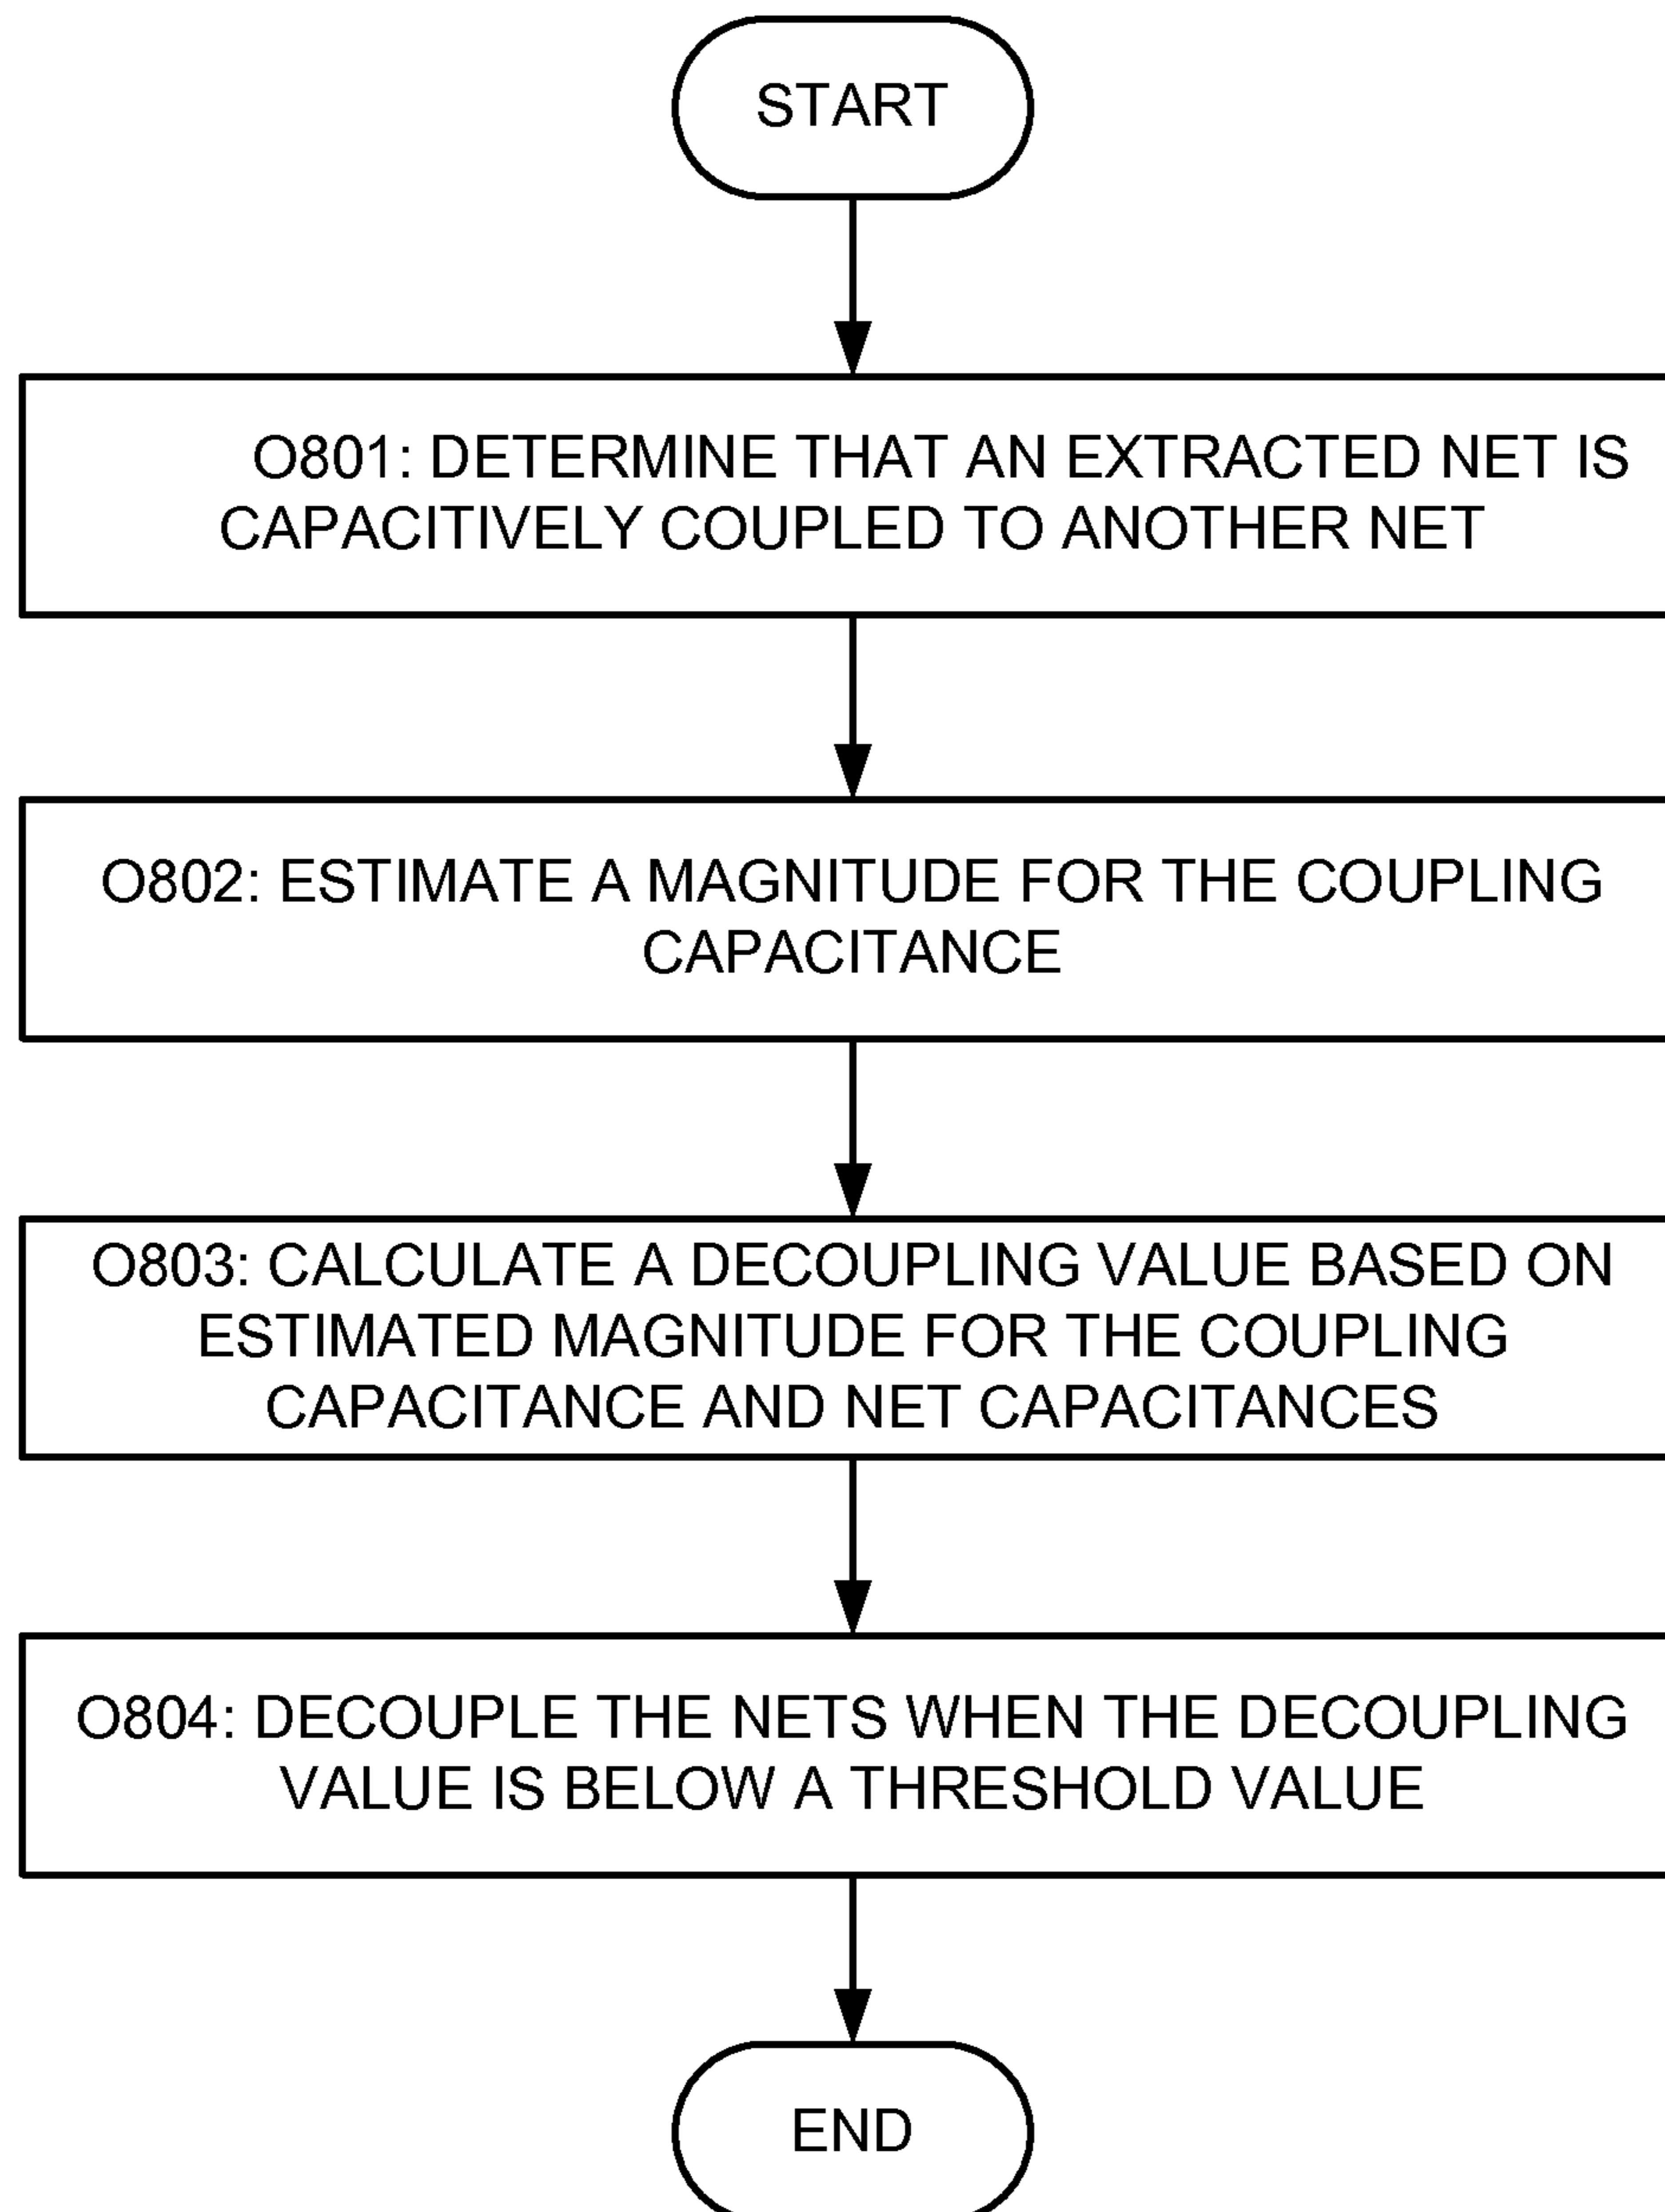 START
O801: DETERMINE THAT AN EXTRACTED NET IS
CAPACITIVELY COUPLED TO ANOTHER NET
O802: ESTIMATE A MAGNITUDE FOR THE COUPLING
CAPACITANCE
O803: CALCULATE A DECOUPLING VALUE BASED ON
ESTIMATED MAGNITUDE FOR THE COUPLING
CAPACITANCE AND NET CAPACITANCES
O804: DECOUPLE THE NETS WHEN THE DECOUPLING
VALUE IS BELOW A THRESHOLD VALUE
END